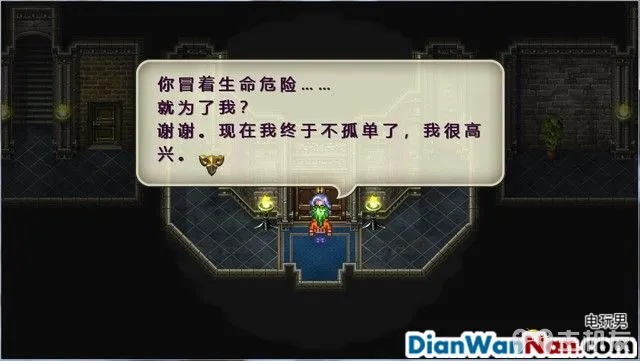 你冒着生命危险……
就为了我?
谢谢。现在我终于不孤单了，我很高
兴。
电玩男
DianWanNan.com